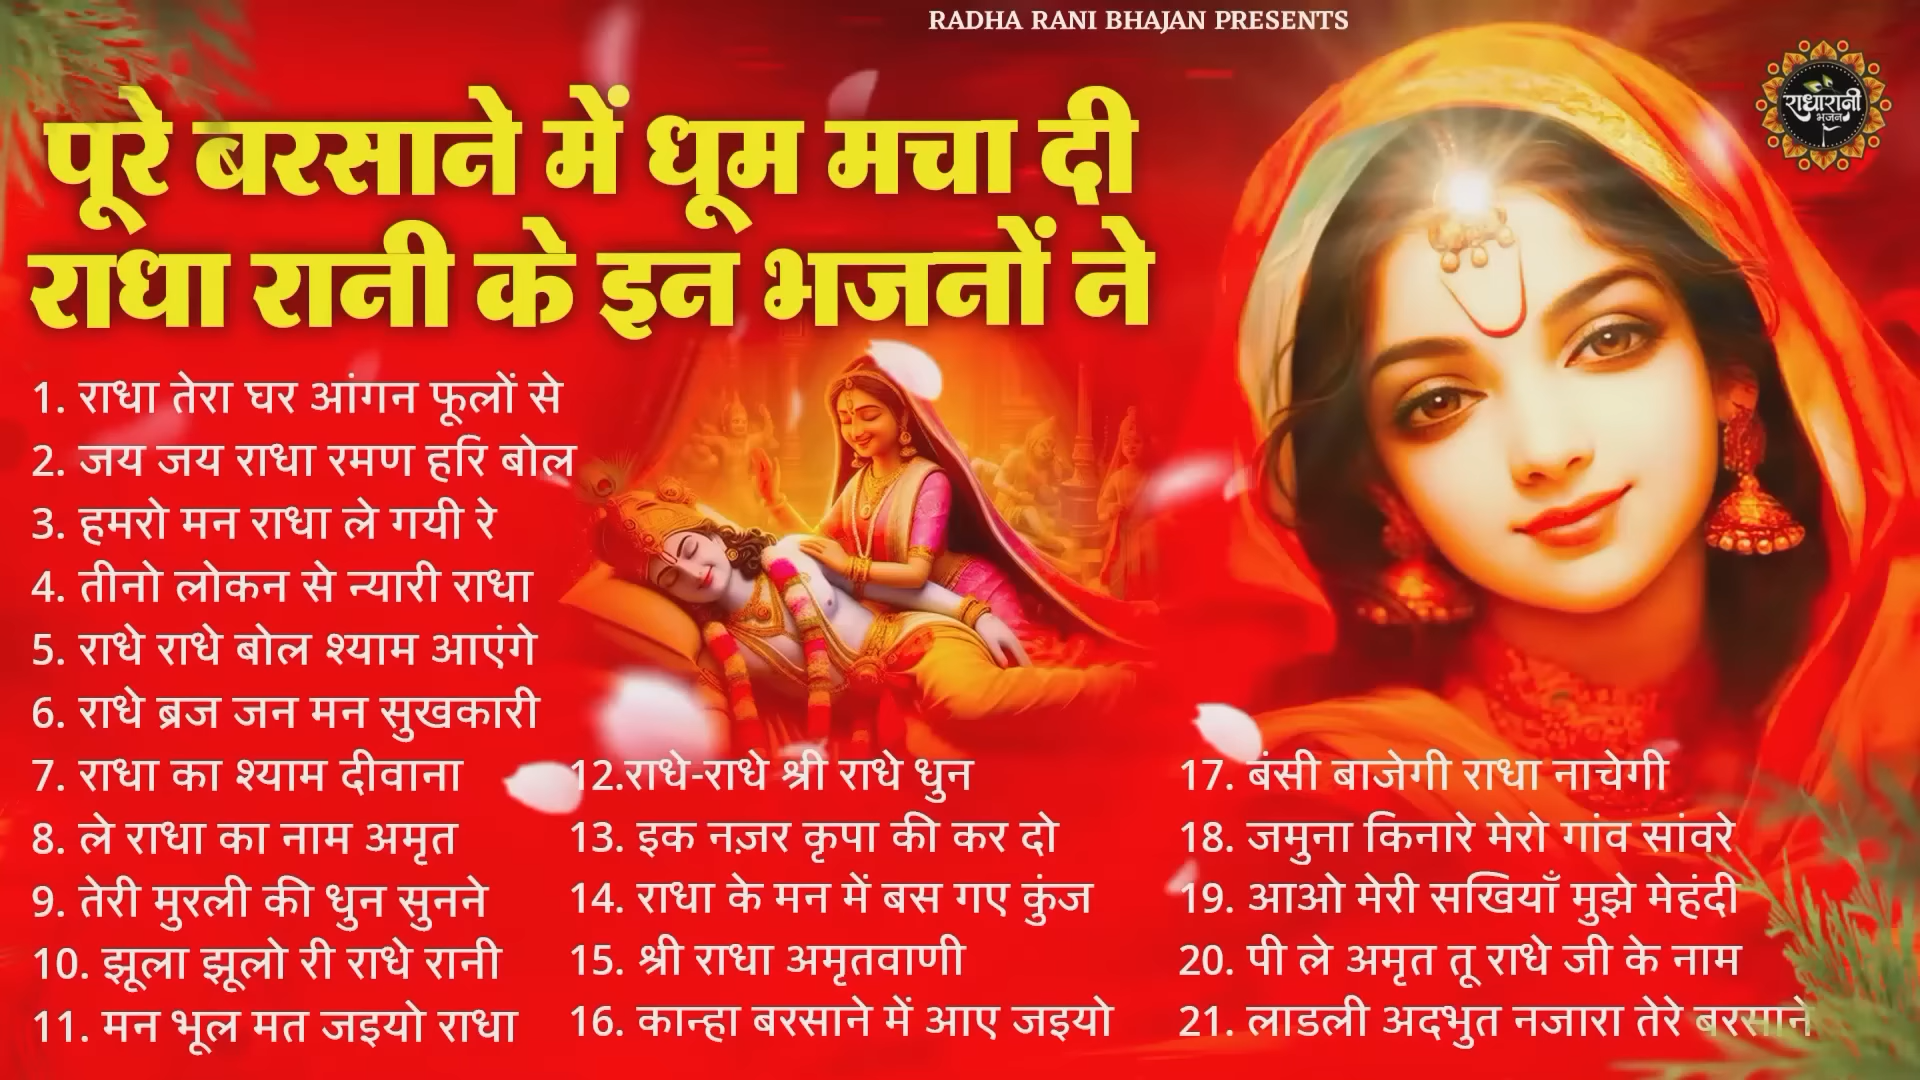 RADHA RANI BHAJAN PRESENTS
राधारानी
भजन
पूरे बरसाने में धूम मचा दी
राधा रानी के इन भजनों ने
1. राधा तेरा घर आंगन फूलों से
2. जय जय राधा रमण हरि बोल
3. हमरो मन राधा ले गयी रे
4. तीनो लोकन से न्यारी राधा
5. राधे राधे बोल श्याम आएंगे
6. राधे ब्रज जन मन सुखकारी
7. राधा का श्याम दीवाना
8. ले राधा का नाम अमृत
9. तेरी मुरली की धुन सुनने
10. झूला झूलो री राधे रानी
11. मन भूल मत जइयो राधा
12.राधे-राधे श्री राधे धुन
13. इक नज़र कृपा की कर दो
14. राधा के मन में बस गए कुंज
15. श्री राधा अमृतवाणी
16. कान्हा बरसाने में आए जइयो
17. बंसी बाजेगी राधा नाचेगी
18. जमुना किनारे मेरो गांव सांवरे
19. आओ मेरी सखियाँ मुझे मेहंदी
20. पी ले अमृत तू राधे जी के नाम
21. लाडली अदभुत नजारा तेरे बरसाने